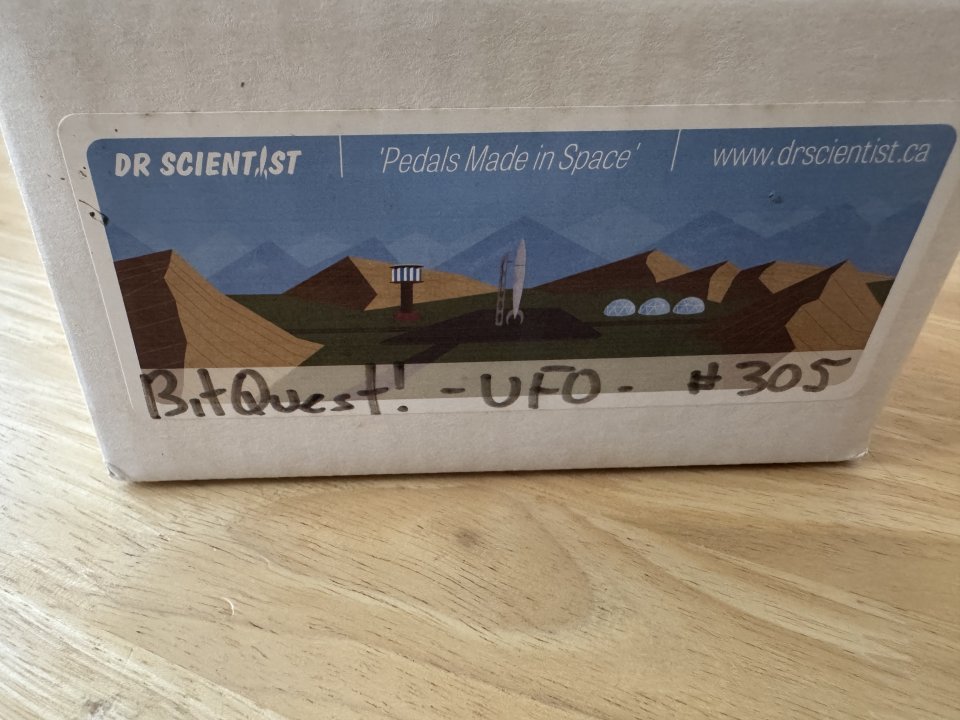 DR SCIENTIST | 'Pedals Made in Space' | www.drscientist.ca
BitQuest! - UFO - #305